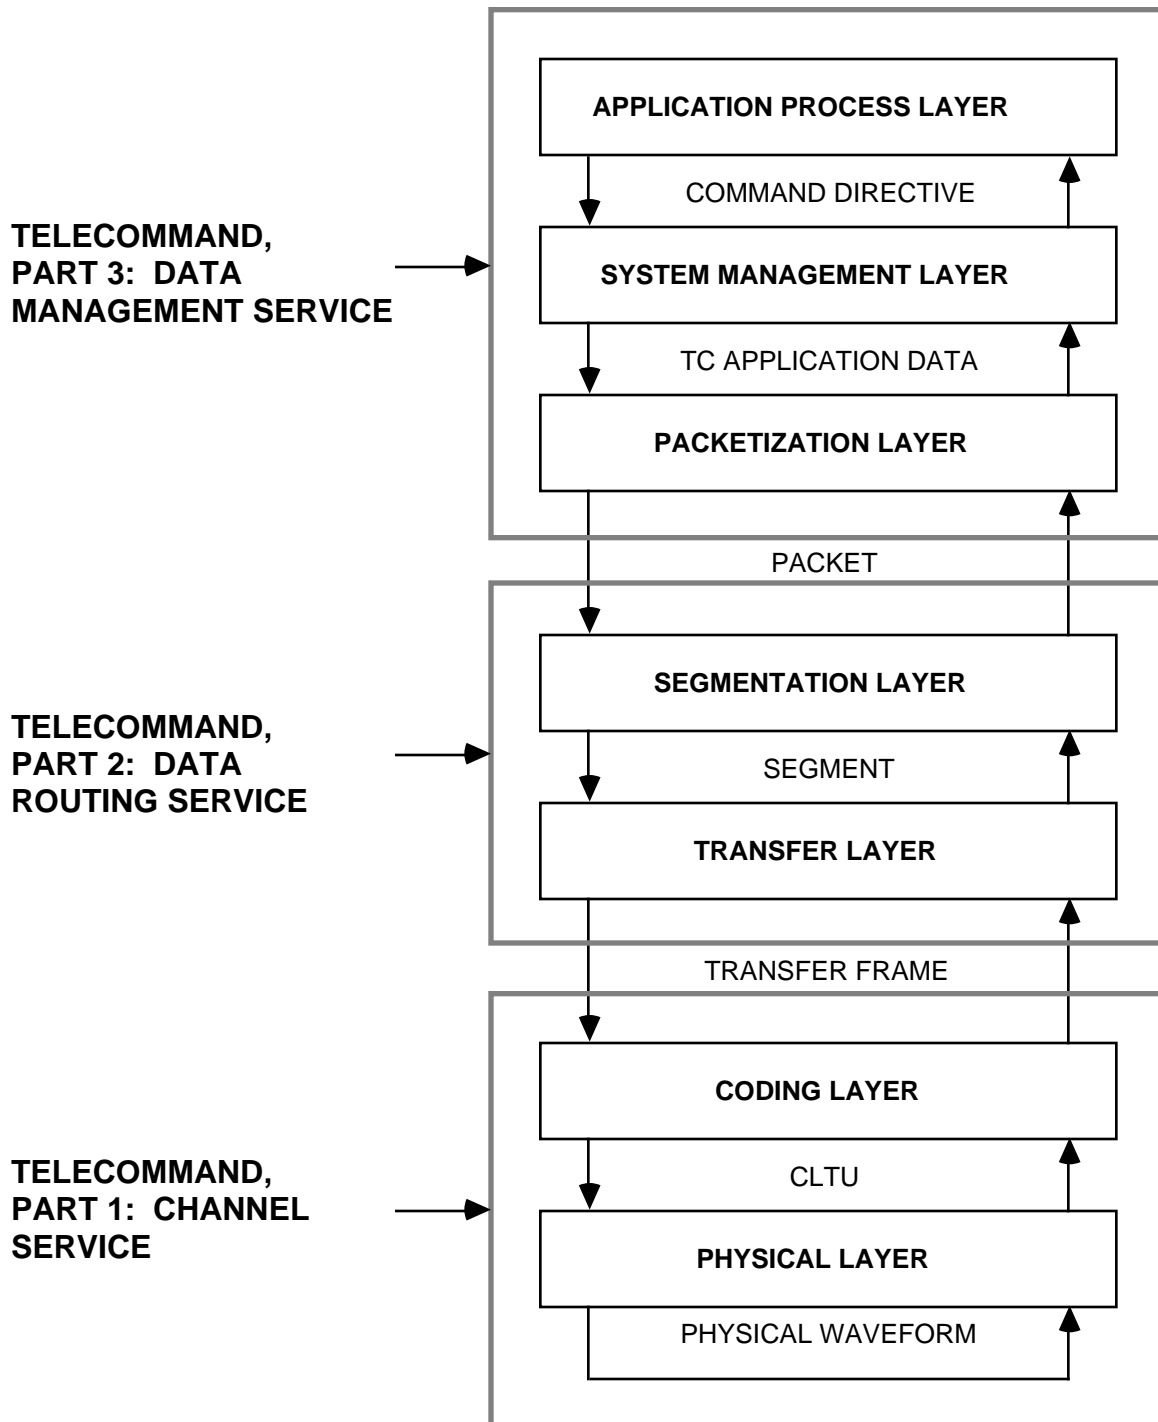 APPLICATION PROCESS LAYER
COMMAND DIRECTIVE
TELECOMMAND,
PART 3:  DATA
MANAGEMENT SERVICE
SYSTEM MANAGEMENT LAYER
TC APPLICATION DATA
PACKETIZATION LAYER
PACKET
SEGMENTATION LAYER
TELECOMMAND,
PART 2:  DATA
ROUTING SERVICE
SEGMENT
TRANSFER LAYER
TRANSFER FRAME
CODING LAYER
TELECOMMAND,
PART 1:  CHANNEL
SERVICE
CLTU
PHYSICAL LAYER
PHYSICAL WAVEFORM